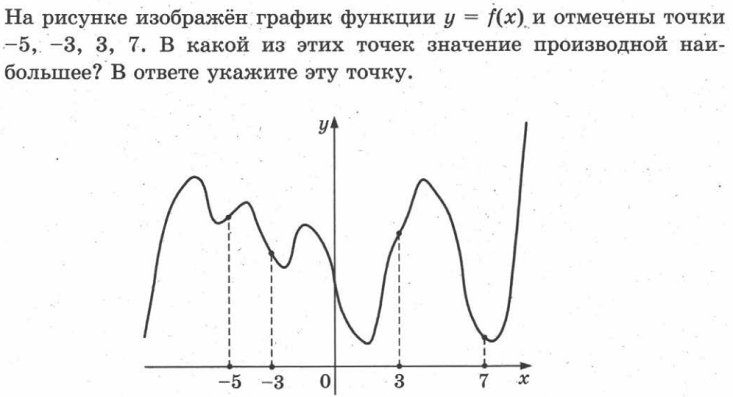 На рисунке изображён график функции y = f(x) и отмечены точки
−5, −3, 3, 7. В какой из этих точек значение производной наи-
большее? В ответе укажите эту точку.
y
−5 −3 0 3 7 x